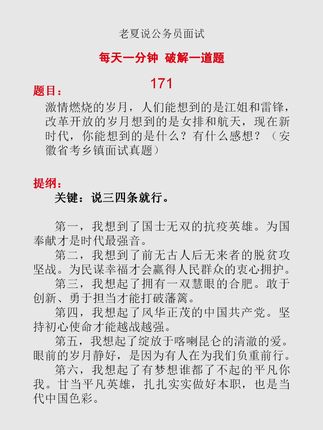 老夏说公务员面试
每天一分钟 破解一道题
171
题目：
激情燃烧的岁月，人们能想到的是江姐和雷锋，
改革开放的岁月想到的是女排和航天，现在新
时代，你能想到的是什么？有什么感想？（安
徽省考乡镇面试真题）
提纲：
关键：说三四条就行。
第一，我想到了国士无双的抗疫英雄。为国
奉献才是时代最强音。
第二，我想到了前无古人后无来者的脱贫攻
坚战。为民谋幸福才会赢得人民群众的衷心拥护。
第三，我想起了拥有一双慧眼的合肥。敢于
创新、勇于担当才能打破藩篱。
第四，我想起了风华正茂的中国共产党。坚
持初心使命才能越战越强。
第五，我想起了绽放于喀喇昆仑的清澈的爱。
眼前的岁月静好，是因为有人在为我们负重前行。
第六，我想起了有梦想谁都了不起的平凡你
我。甘当平凡英雄，扎扎实实做好本职，也是当
代中国色彩。